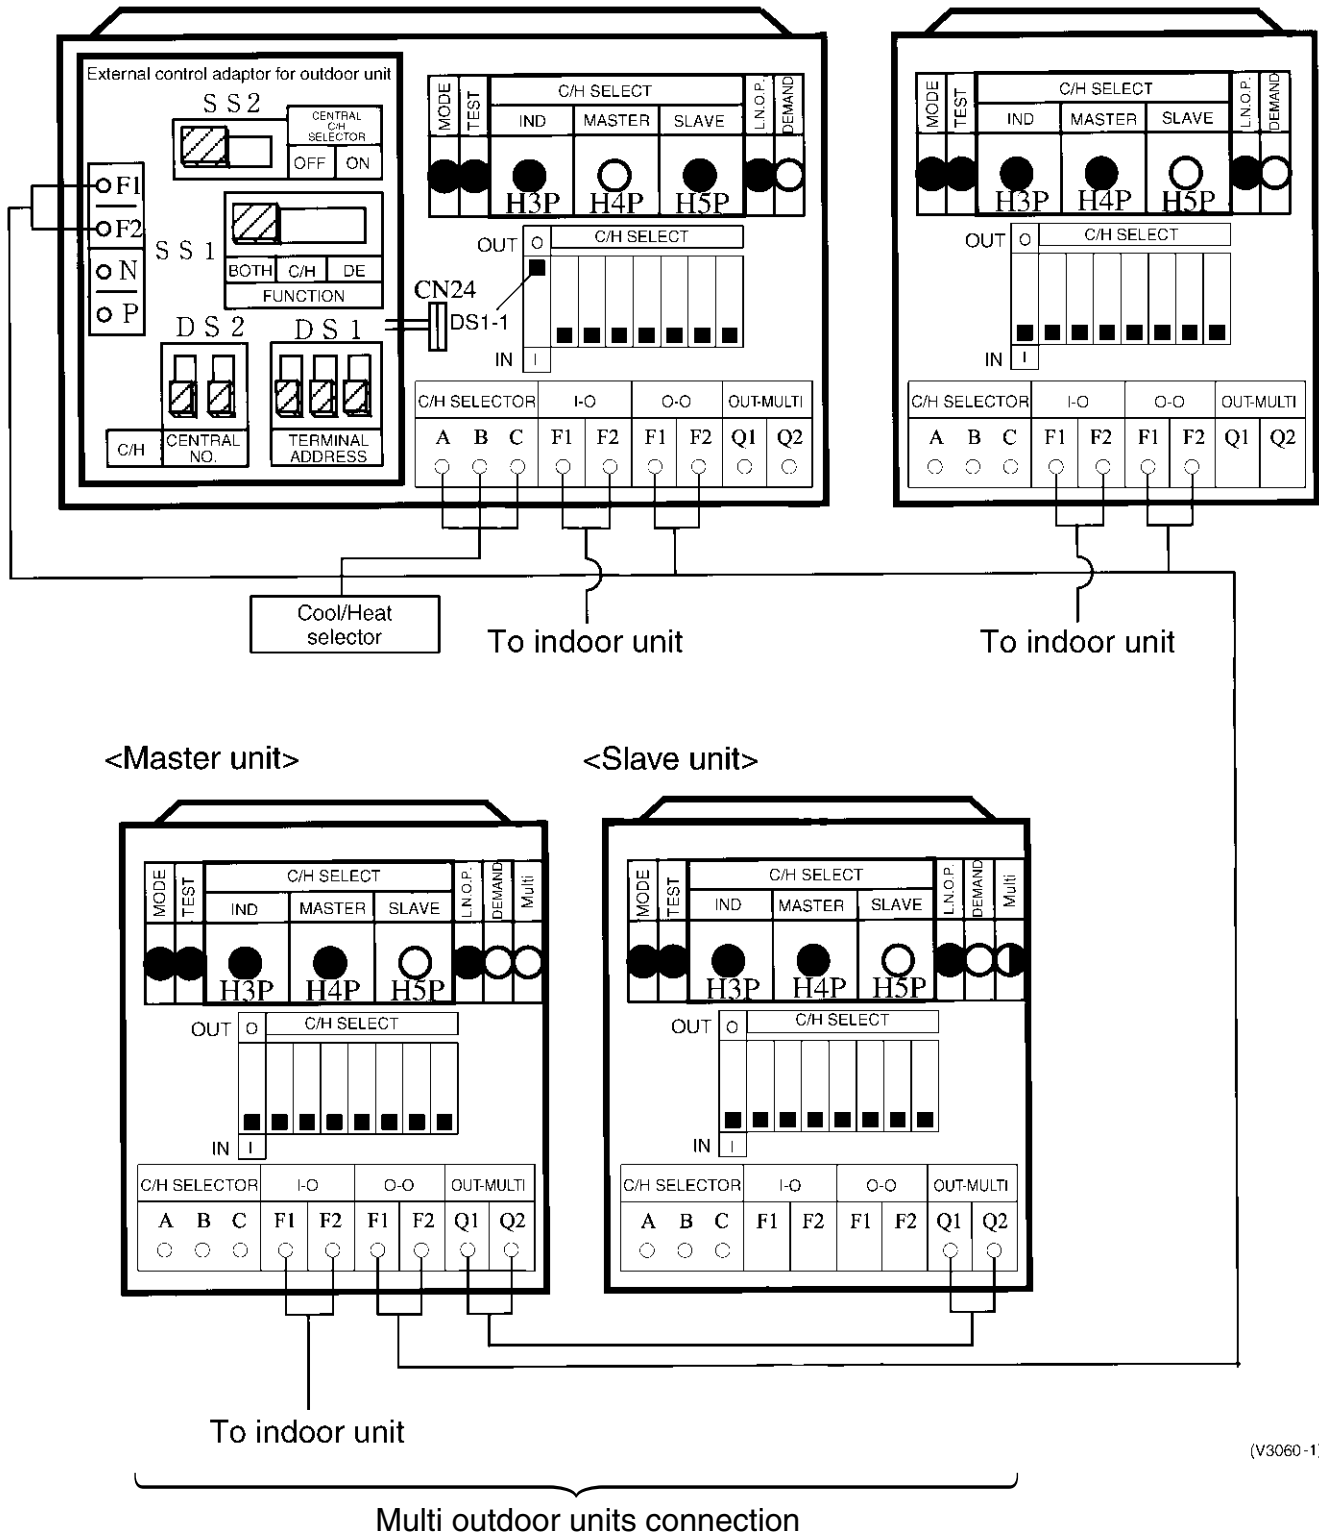 External control adaptor for outdoor unit
SS2
CENTRAL
C/H
SELECTOR
OFF ON
F1
F2
N
P
SS1
BOTH C/H DE
FUNCTION
DS2 DS1
C/H
CENTRAL
NO.
TERMINAL
ADDRESS
CN24
MODE TEST C/H SELECT L.N.O.P. DEMAND
IND MASTER SLAVE
H3P H4P H5P
OUT O C/H SELECT
DS1-1
IN I
C/H SELECTOR I-O O-O OUT-MULTI
A B C F1 F2 F1 F2 Q1 Q2
Cool/Heat
selector
To indoor unit
MODE TEST C/H SELECT L.N.O.P. DEMAND
IND MASTER SLAVE
H3P H4P H5P
OUT O C/H SELECT
IN I
C/H SELECTOR I-O O-O OUT-MULTI
A B C F1 F2 F1 F2 Q1 Q2
To indoor unit
<Master unit>
MODE TEST C/H SELECT L.N.O.P. DEMAND Multi
IND MASTER SLAVE
H3P H4P H5P
OUT O C/H SELECT
IN I
C/H SELECTOR I-O O-O OUT-MULTI
A B C F1 F2 F1 F2 Q1 Q2
To indoor unit
<Slave unit>
MODE TEST C/H SELECT L.N.O.P. DEMAND Multi
IND MASTER SLAVE
H3P H4P H5P
OUT O C/H SELECT
IN I
C/H SELECTOR I-O O-O OUT-MULTI
A B C F1 F2 F1 F2 Q1 Q2
(V3060-1)
Multi outdoor units connection